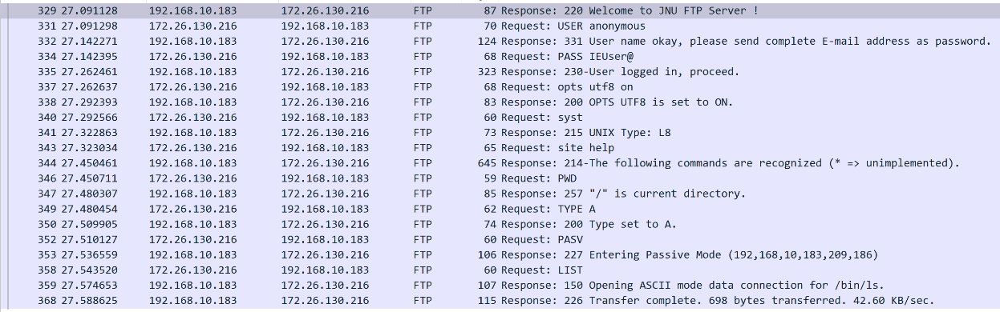 329 27.091128 192.168.10.183 172.26.130.216 FTP 87 Response: 220 Welcome to JNU FTP Server !
331 27.091298 172.26.130.216 192.168.10.183 FTP 70 Request: USER anonymous
332 27.142271 192.168.10.183 172.26.130.216 FTP 124 Response: 331 User name okay, please send complete E-mail address as password.
334 27.142395 172.26.130.216 192.168.10.183 FTP 68 Request: PASS IEUser@
335 27.262461 192.168.10.183 172.26.130.216 FTP 323 Response: 230-User logged in, proceed.
337 27.262637 172.26.130.216 192.168.10.183 FTP 68 Request: opts utf8 on
338 27.292393 192.168.10.183 172.26.130.216 FTP 83 Response: 200 OPTS UTF8 is set to ON.
340 27.292566 172.26.130.216 192.168.10.183 FTP 60 Request: syst
341 27.322863 192.168.10.183 172.26.130.216 FTP 73 Response: 215 UNIX Type: L8
343 27.323034 172.26.130.216 192.168.10.183 FTP 65 Request: site help
344 27.450461 192.168.10.183 172.26.130.216 FTP 645 Response: 214-The following commands are recognized (* => unimplemented).
346 27.450711 172.26.130.216 192.168.10.183 FTP 59 Request: PWD
347 27.480307 192.168.10.183 172.26.130.216 FTP 85 Response: 257 "/" is current directory.
349 27.480454 172.26.130.216 192.168.10.183 FTP 62 Request: TYPE A
350 27.509905 192.168.10.183 172.26.130.216 FTP 74 Response: 200 Type set to A.
352 27.510127 172.26.130.216 192.168.10.183 FTP 60 Request: PASV
353 27.536559 192.168.10.183 172.26.130.216 FTP 106 Response: 227 Entering Passive Mode (192,168,10,183,209,186)
358 27.543520 172.26.130.216 192.168.10.183 FTP 60 Request: LIST
359 27.574653 192.168.10.183 172.26.130.216 FTP 107 Response: 150 Opening ASCII mode data connection for /bin/ls.
368 27.588625 192.168.10.183 172.26.130.216 FTP 115 Response: 226 Transfer complete. 698 bytes transferred. 42.60 KB/sec.